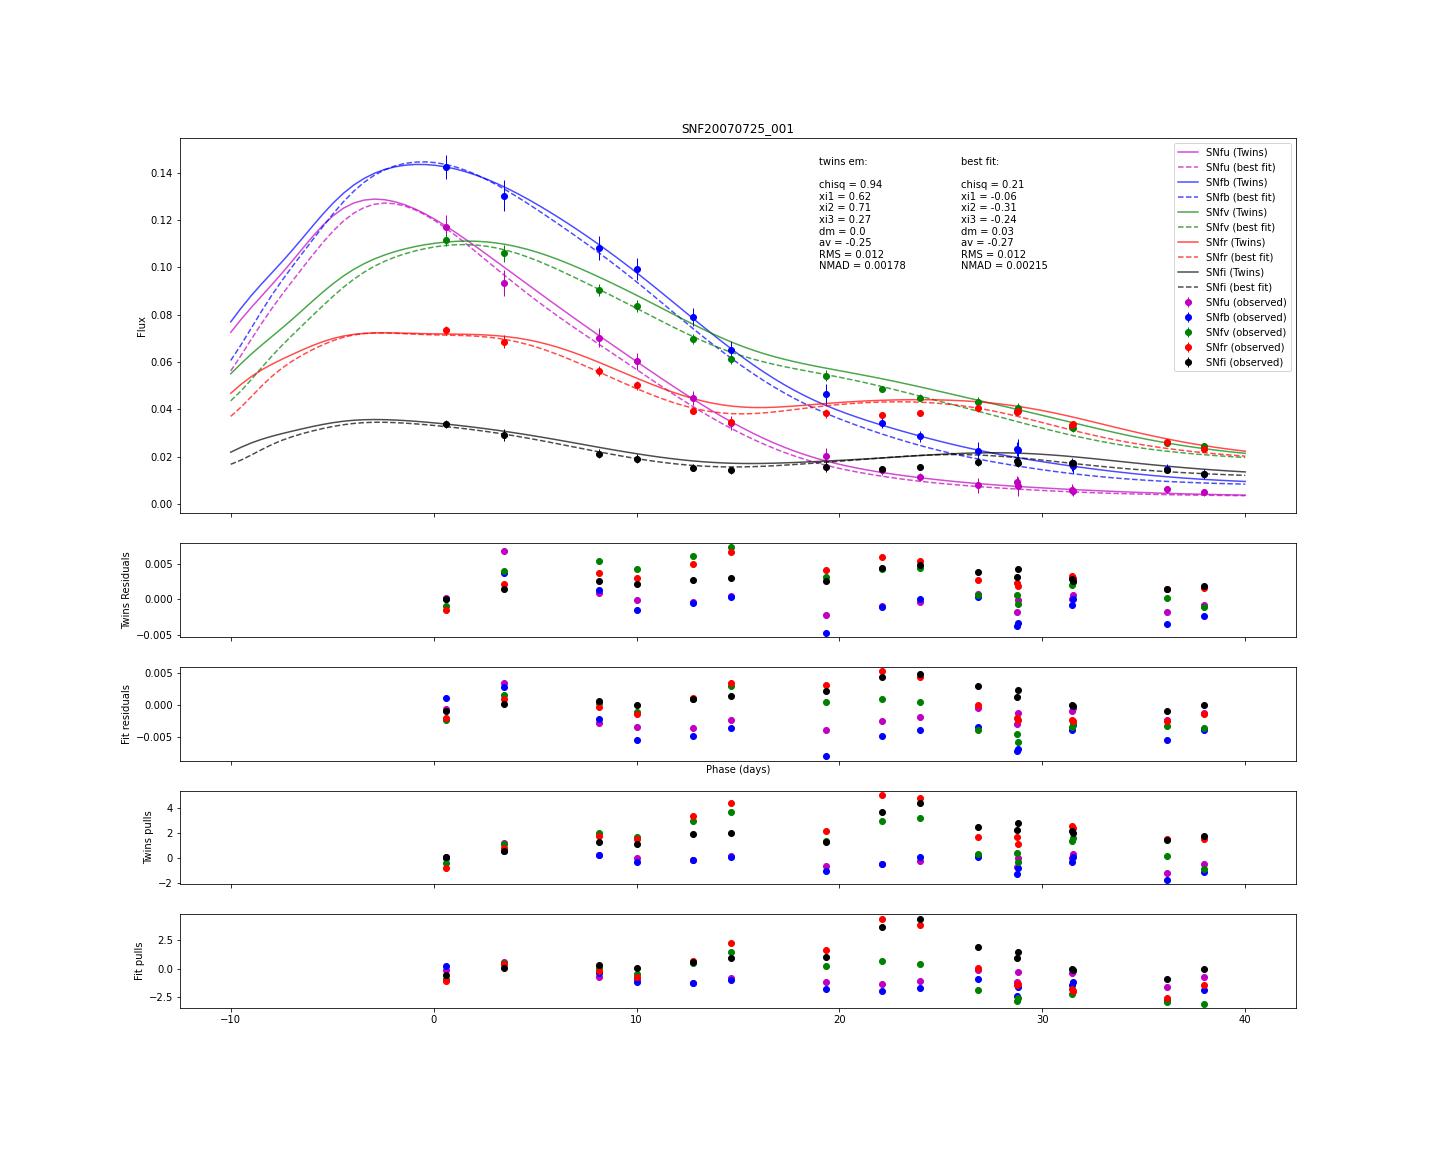 SNF20070725_001
Flux
0.14
0.12
0.10
0.08
0.06
0.04
0.02
0.00
twins em:
chisq = 0.94
xi1 = 0.62
xi2 = 0.71
xi3 = 0.27
dm = 0.0
av = -0.25
RMS = 0.012
NMAD = 0.00178
best fit:
chisq = 0.21
xi1 = -0.06
xi2 = -0.31
xi3 = -0.24
dm = 0.03
av = -0.27
RMS = 0.012
NMAD = 0.00215
SNfu (Twins)
SNfu (best fit)
SNfb (Twins)
SNfb (best fit)
SNfv (Twins)
SNfv (best fit)
SNfr (Twins)
SNfr (best fit)
SNfi (Twins)
SNfi (best fit)
SNfu (observed)
SNfb (observed)
SNfv (observed)
SNfr (observed)
SNfi (observed)
Twins Residuals
0.005
0.000
−0.005
Fit residuals
0.005
0.000
−0.005
Phase (days)
Twins pulls
4
2
0
−2
Fit pulls
2.5
0.0
−2.5
−10
0
10
20
30
40